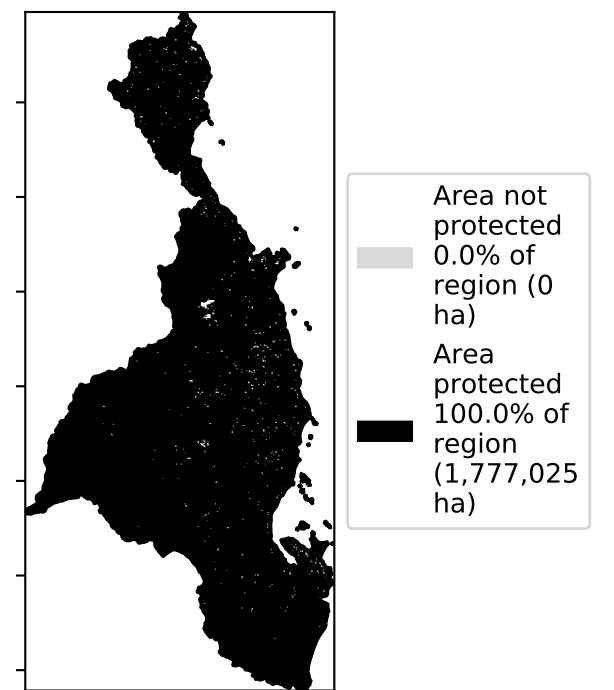 Area not
protected
0.0% of
region (0
ha)
Area
protected
100.0% of
region
(1,777,025
ha)